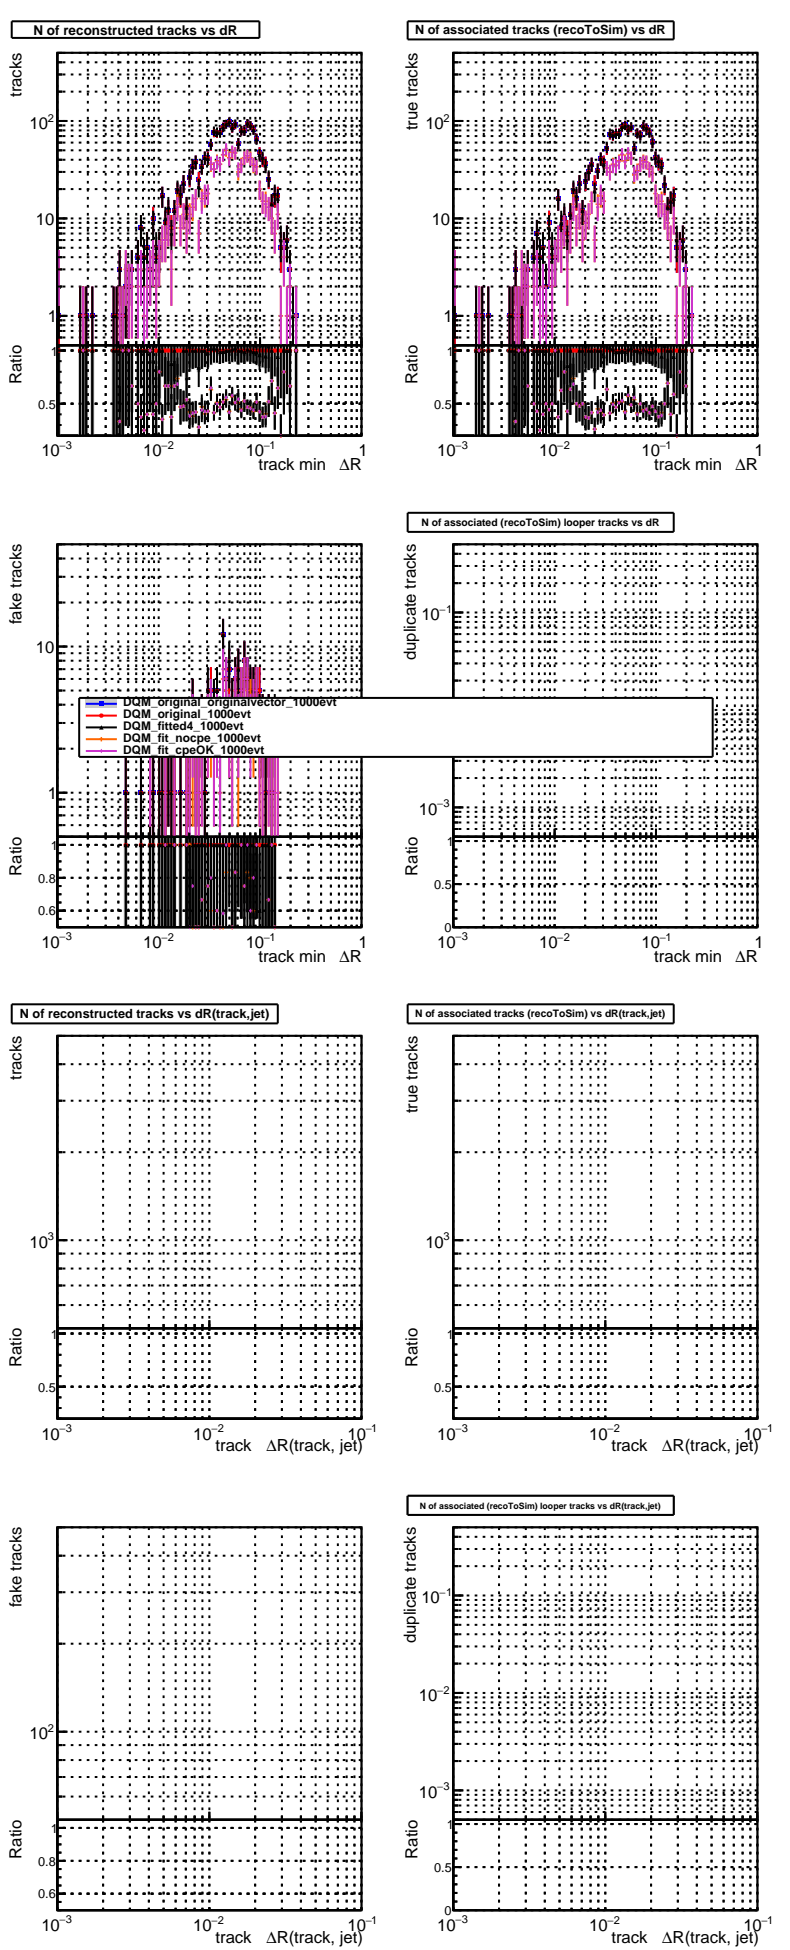 N of reconstructed tracks vs dR
N of associated tracks (recoToSim) vs dR
tracks
10²
10
1
Ratio
1
0.5
10⁻³
10⁻²
10⁻¹
1
track min ΔR
true tracks
10²
10
1
Ratio
1
0.5
10⁻³
10⁻²
10⁻¹
1
track min ΔR
N of associated (recoToSim) looper tracks vs dR
fake tracks
10
1
Ratio
1
0.8
0.6
10⁻³
10⁻²
10⁻¹
1
track min ΔR
duplicate tracks
10⁻¹
10⁻³
Ratio
1
0.5
0
10⁻³
10⁻²
10⁻¹
1
track min ΔR
DQM_original_originalvector_1000evt
DQM_original_1000evt
DQM_fitted4_1000evt
DQM_fit_nocpe_1000evt
DQM_fit_cpeOK_1000evt
N of reconstructed tracks vs dR(track,jet)
N of associated tracks (recoToSim) vs dR(track,jet)
tracks
10³
Ratio
1
0.5
10⁻³
10⁻²
10⁻¹
track ΔR(track, jet)
true tracks
10³
Ratio
1
0.5
10⁻³
10⁻²
10⁻¹
track ΔR(track, jet)
N of associated (recoToSim) looper tracks vs dR(track,jet)
fake tracks
10²
Ratio
1
0.8
0.6
10⁻³
10⁻²
10⁻¹
track ΔR(track, jet)
duplicate tracks
10⁻¹
10⁻²
10⁻³
Ratio
1
0.5
0
10⁻³
10⁻²
10⁻¹
track ΔR(track, jet)